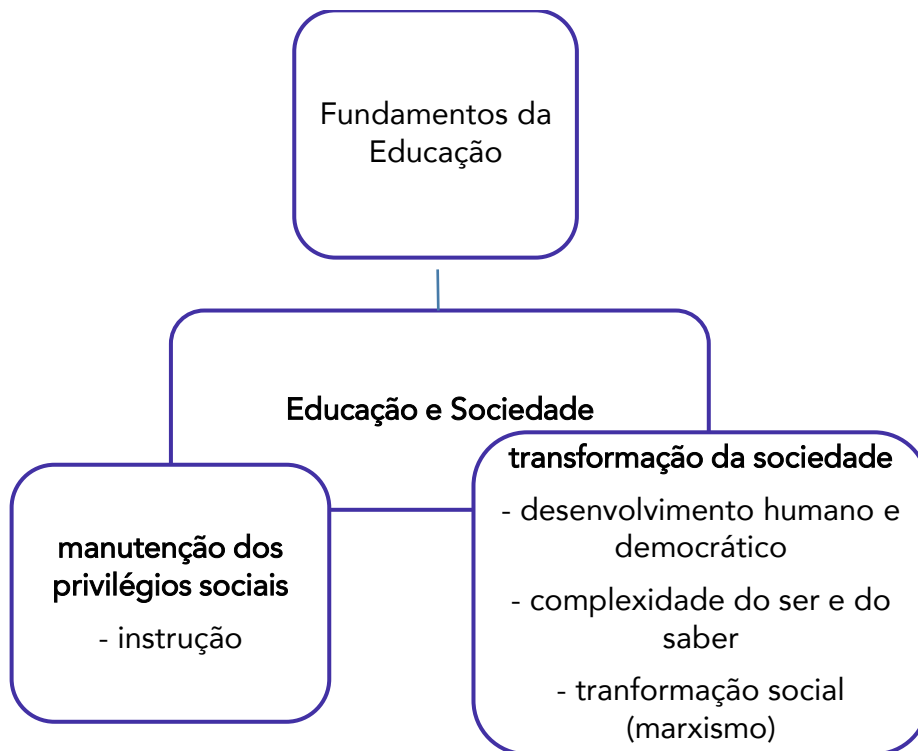 Fundamentos da
Educação
Educação e Sociedade
manutenção dos
privilégios sociais
- instrução
transformação da sociedade
- desenvolvimento humano e
democrático
- complexidade do ser e do
saber
- tranformação social
(marxismo)